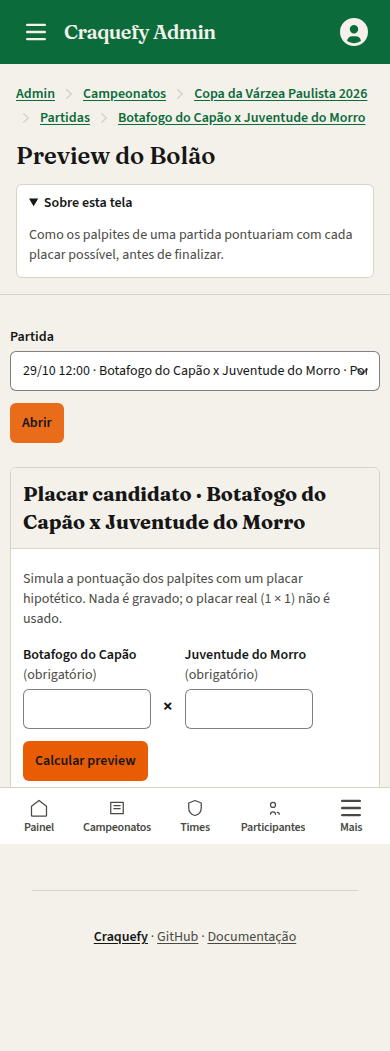 Craquefy Admin
Admin > Campeonatos > Copa da Várzea Paulista 2026
> Partidas > Botafogo do Capão x Juventude do Morro
Preview do Bolão
▼ Sobre esta tela
Como os palpites de uma partida pontuariam com cada
placar possível, antes de finalizar.
Partida
29/10 12:00 · Botafogo do Capão x Juventude do Morro ·
Abrir
Placar candidato · Botafogo do
Capão x Juventude do Morro
Simula a pontuação dos palpites com um placar
hipotético. Nada é gravado; o placar real (1 × 1) não é
usado.
Botafogo do Capão
(obrigatório)
×
Juventude do Morro
(obrigatório)
Calcular preview
Painel Campeonatos Times Participantes Mais
Craquefy · GitHub · Documentação